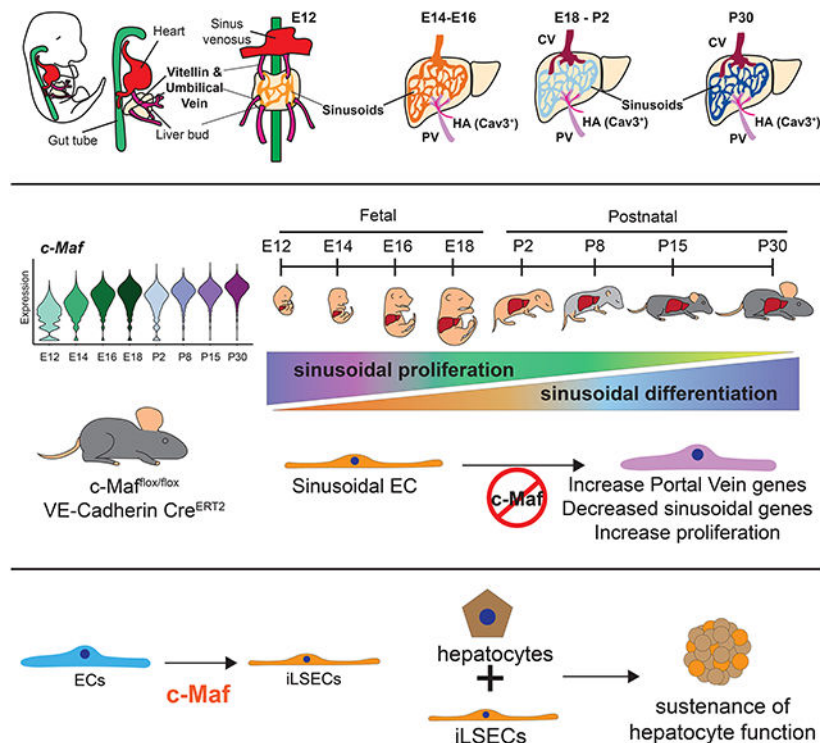 E12
E14-E16
E18 - P2
P30
Heart
Sinus
venosus
Vitellin &
Umbilical
Vein
Gut tube
Liver bud
Sinusoids
HA (Cav3⁺)
PV
CV
Sinusoids
HA (Cav3⁺)
PV
CV
HA (Cav3⁺)
PV
c-Maf
Expression
E12 E14 E16 E18 P2 P8 P15 P30
Fetal
Postnatal
E12 E14 E16 E18 P2 P8 P15 P30
sinusoidal proliferation
sinusoidal differentiation
c-Maf flox/flox
VE-Cadherin Cre ERT2
Sinusoidal EC
c-Maf
Increase Portal Vein genes
Decreased sinusoidal genes
Increase proliferation
ECs
c-Maf
iLSECs
hepatocytes
+
iLSECs
sustenance of
hepatocyte function